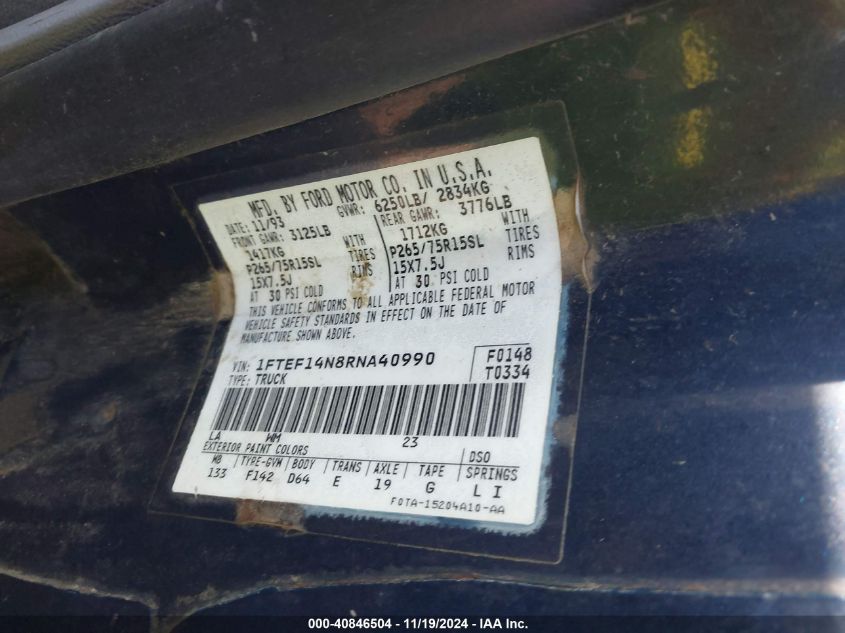 MFD. BY FORD MOTOR CO. IN U.S.A.
DATE: 11/93 GVWR: 6250LB/ 2834KG
FRONT GAWR: 3125LB REAR GAWR: 3776LB
1417KG WITH 1712KG WITH
P265/75R15SL TIRES P265/75R15SL TIRES
15X7.5J RIMS 15X7.5J RIMS
AT 30 PSI COLD AT 30 PSI COLD
THIS VEHICLE CONFORMS TO ALL APPLICABLE FEDERAL MOTOR
VEHICLE SAFETY STANDARDS IN EFFECT ON THE DATE OF
MANUFACTURE SHOWN ABOVE.
VIN: 1FTEF14N8RNA40990 F0148
TYPE: TRUCK T0334
LA WM 23
EXTERIOR PAINT COLORS DSO
WB TYPE-GVW BODY TRANS AXLE TAPE SPRINGS
133 F142 D64 E 19 G L I
F0TA-15204A10-AA
000-40846504 - 11/19/2024 - IAA Inc.